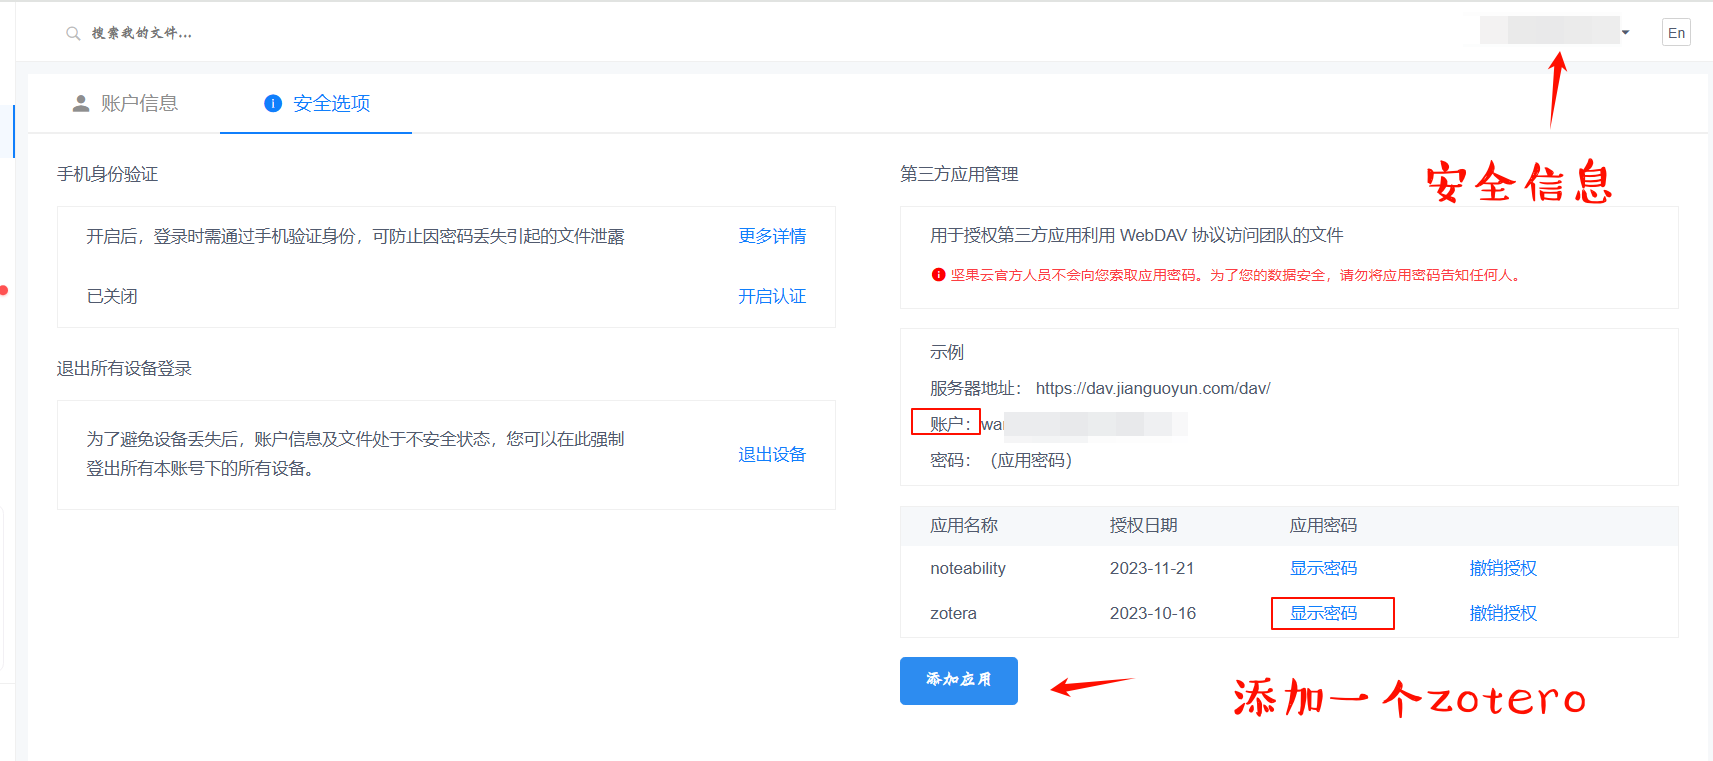 搜索我的文件...
En
账户信息
安全选项
手机身份验证
开启后，登录时需通过手机验证身份，可防止因密码丢失引起的文件泄露
更多详情
已关闭
开启认证
退出所有设备登录
为了避免设备丢失后，账户信息及文件处于不安全状态，您可以在此强制
登出所有本账号下的所有设备。
退出设备
第三方应用管理
安全信息
用于授权第三方应用利用 WebDAV 协议访问团队的文件
坚果云官方人员不会向您索取应用密码。为了您的数据安全，请勿将应用密码告知任何人。
示例
服务器地址： https://dav.jianguoyun.com/dav/
账户：wa
密码：（应用密码）
应用名称 授权日期 应用密码
noteability 2023-11-21 显示密码 撤销授权
zotera 2023-10-16 显示密码 撤销授权
添加应用
添加一个zotero